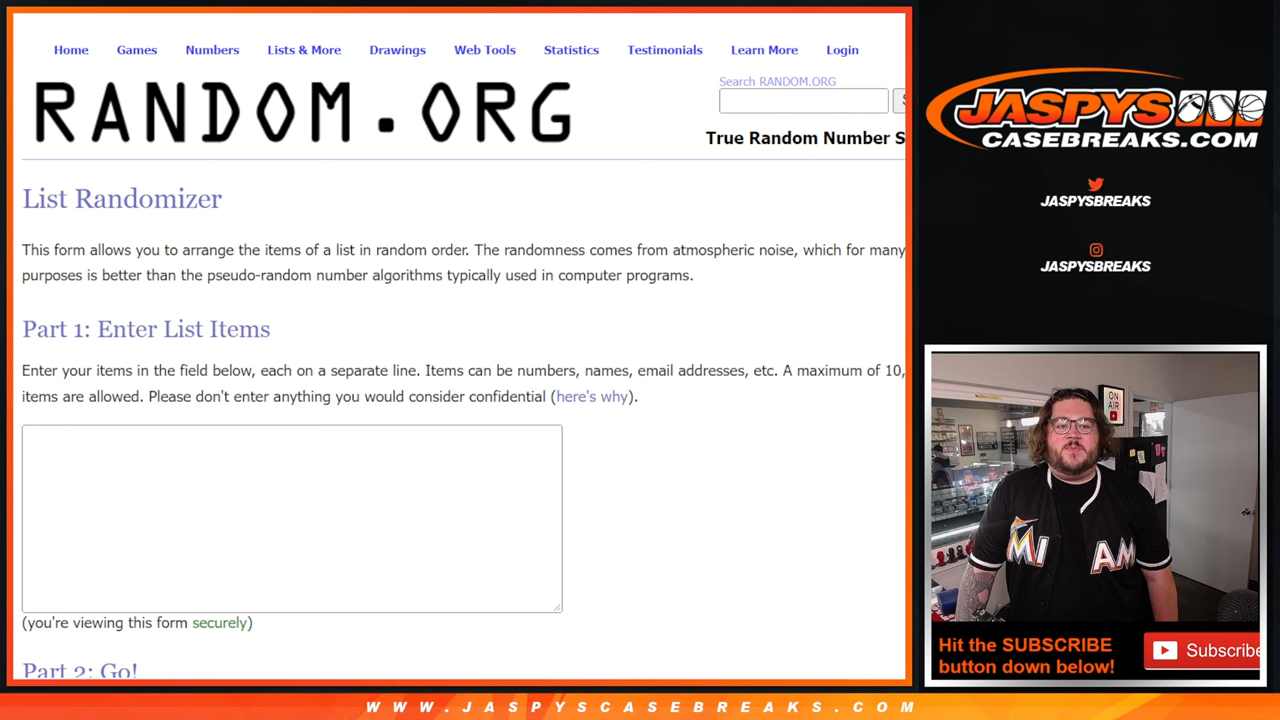 Home Games Numbers Lists & More Drawings Web Tools Statistics Testimonials Learn More Login
RANDOM.ORG
Search RANDOM.ORG
True Random Number S
List Randomizer
This form allows you to arrange the items of a list in random order. The randomness comes from atmospheric noise, which for many
purposes is better than the pseudo-random number algorithms typically used in computer programs.
Part 1: Enter List Items
Enter your items in the field below, each on a separate line. Items can be numbers, names, email addresses, etc. A maximum of 10,
items are allowed. Please don't enter anything you would consider confidential (here's why).
(you're viewing this form securely)
Part 2: Go!
JASPYS
CASEBREAKS.COM
JASPYSBREAKS
JASPYSBREAKS
ON
AIR
MIAMI
Hit the SUBSCRIBE
button down below!
Subscribe
WWW.JASPYSCASEBREAKS.COM